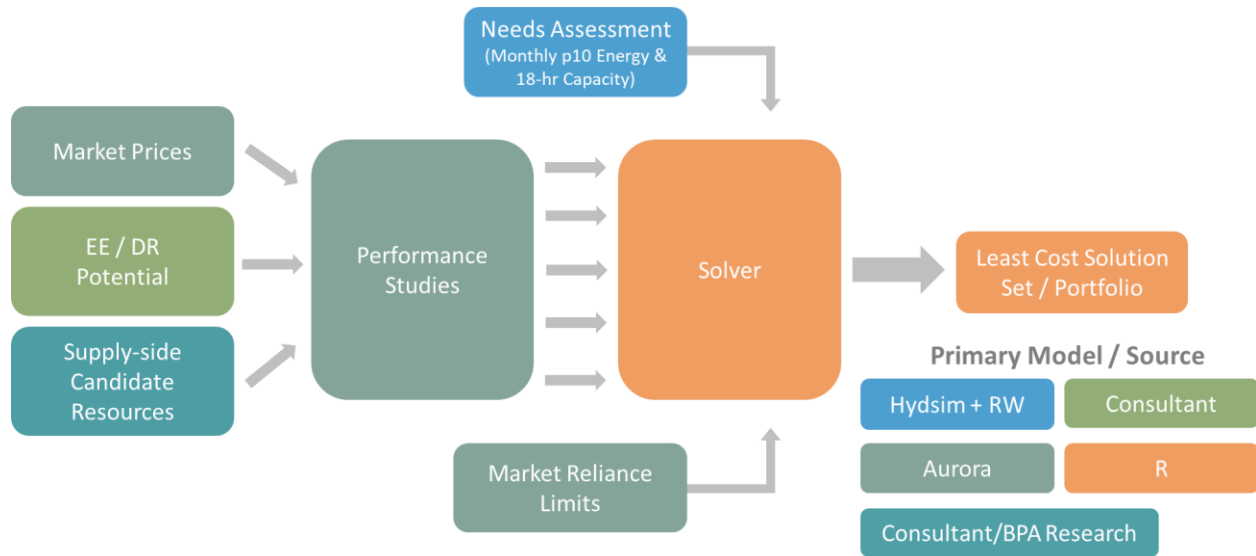 Needs Assessment
(Monthly p10 Energy &
18-hr Capacity)
Market Prices
EE / DR
Potential
Supply-side
Candidate
Resources
Performance
Studies
Solver
Market Reliance
Limits
Least Cost Solution
Set / Portfolio
Primary Model / Source
Hydsim + RW
Consultant
Aurora
R
Consultant/BPA Research